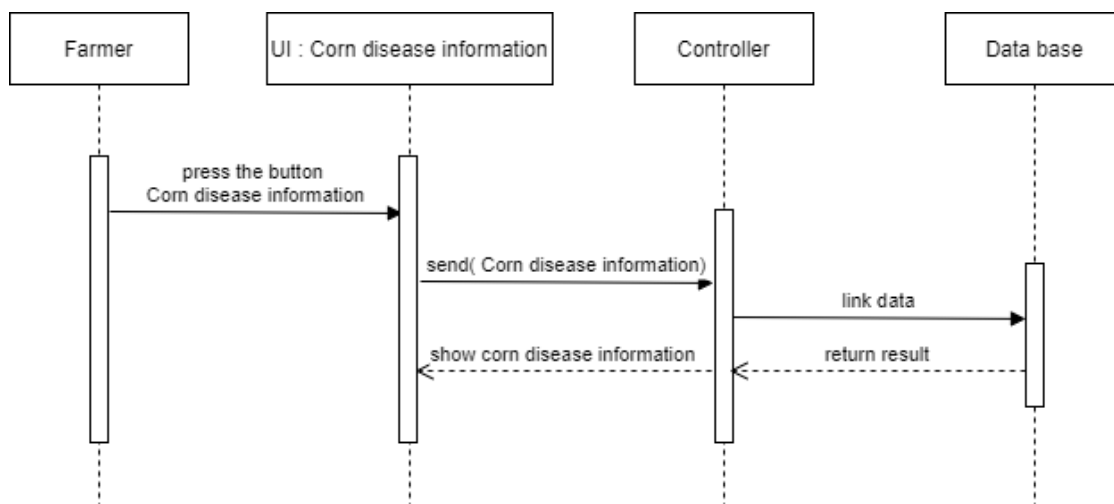 Farmer
UI : Corn disease information
Controller
Data base
press the button
Corn disease information
send( Corn disease information)
link data
show corn disease information
return result